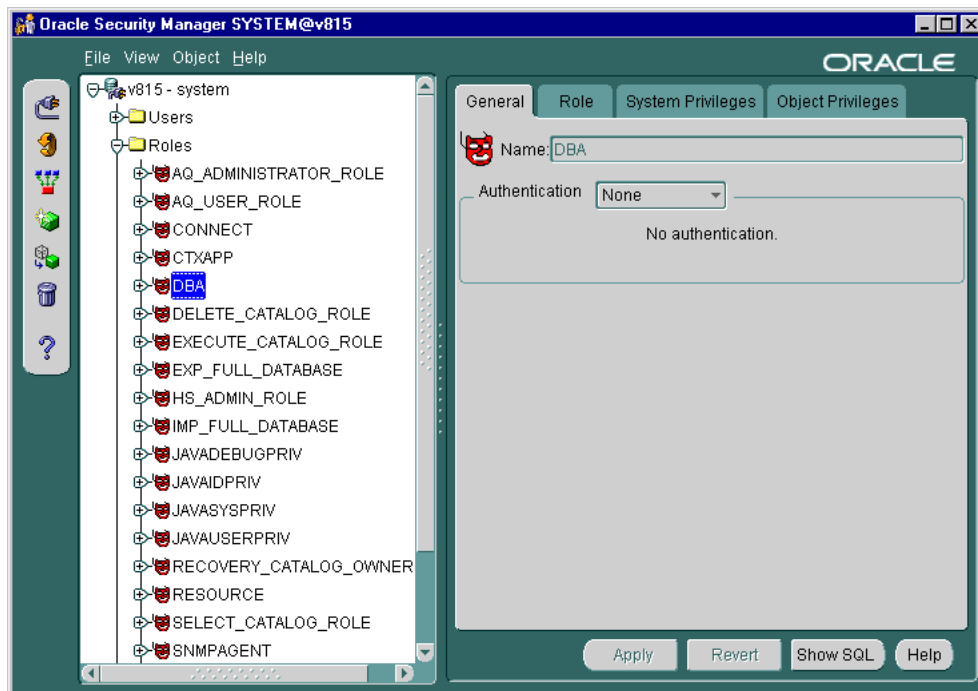 Oracle Security Manager SYSTEM@v815
File View Object Help
ORACLE
v815 - system
Users
Roles
AQ_ADMINISTRATOR_ROLE
AQ_USER_ROLE
CONNECT
CTXAPP
DBA
DELETE_CATALOG_ROLE
EXECUTE_CATALOG_ROLE
EXP_FULL_DATABASE
HS_ADMIN_ROLE
IMP_FULL_DATABASE
JAVADEBUGPRIV
JAVAIDPRIV
JAVASYSPRIV
JAVAUSERPRIV
RECOVERY_CATALOG_OWNER
RESOURCE
SELECT_CATALOG_ROLE
SNMPAGENT
General Role System Privileges Object Privileges
Name: DBA
Authentication None
No authentication.
Apply Revert Show SQL Help